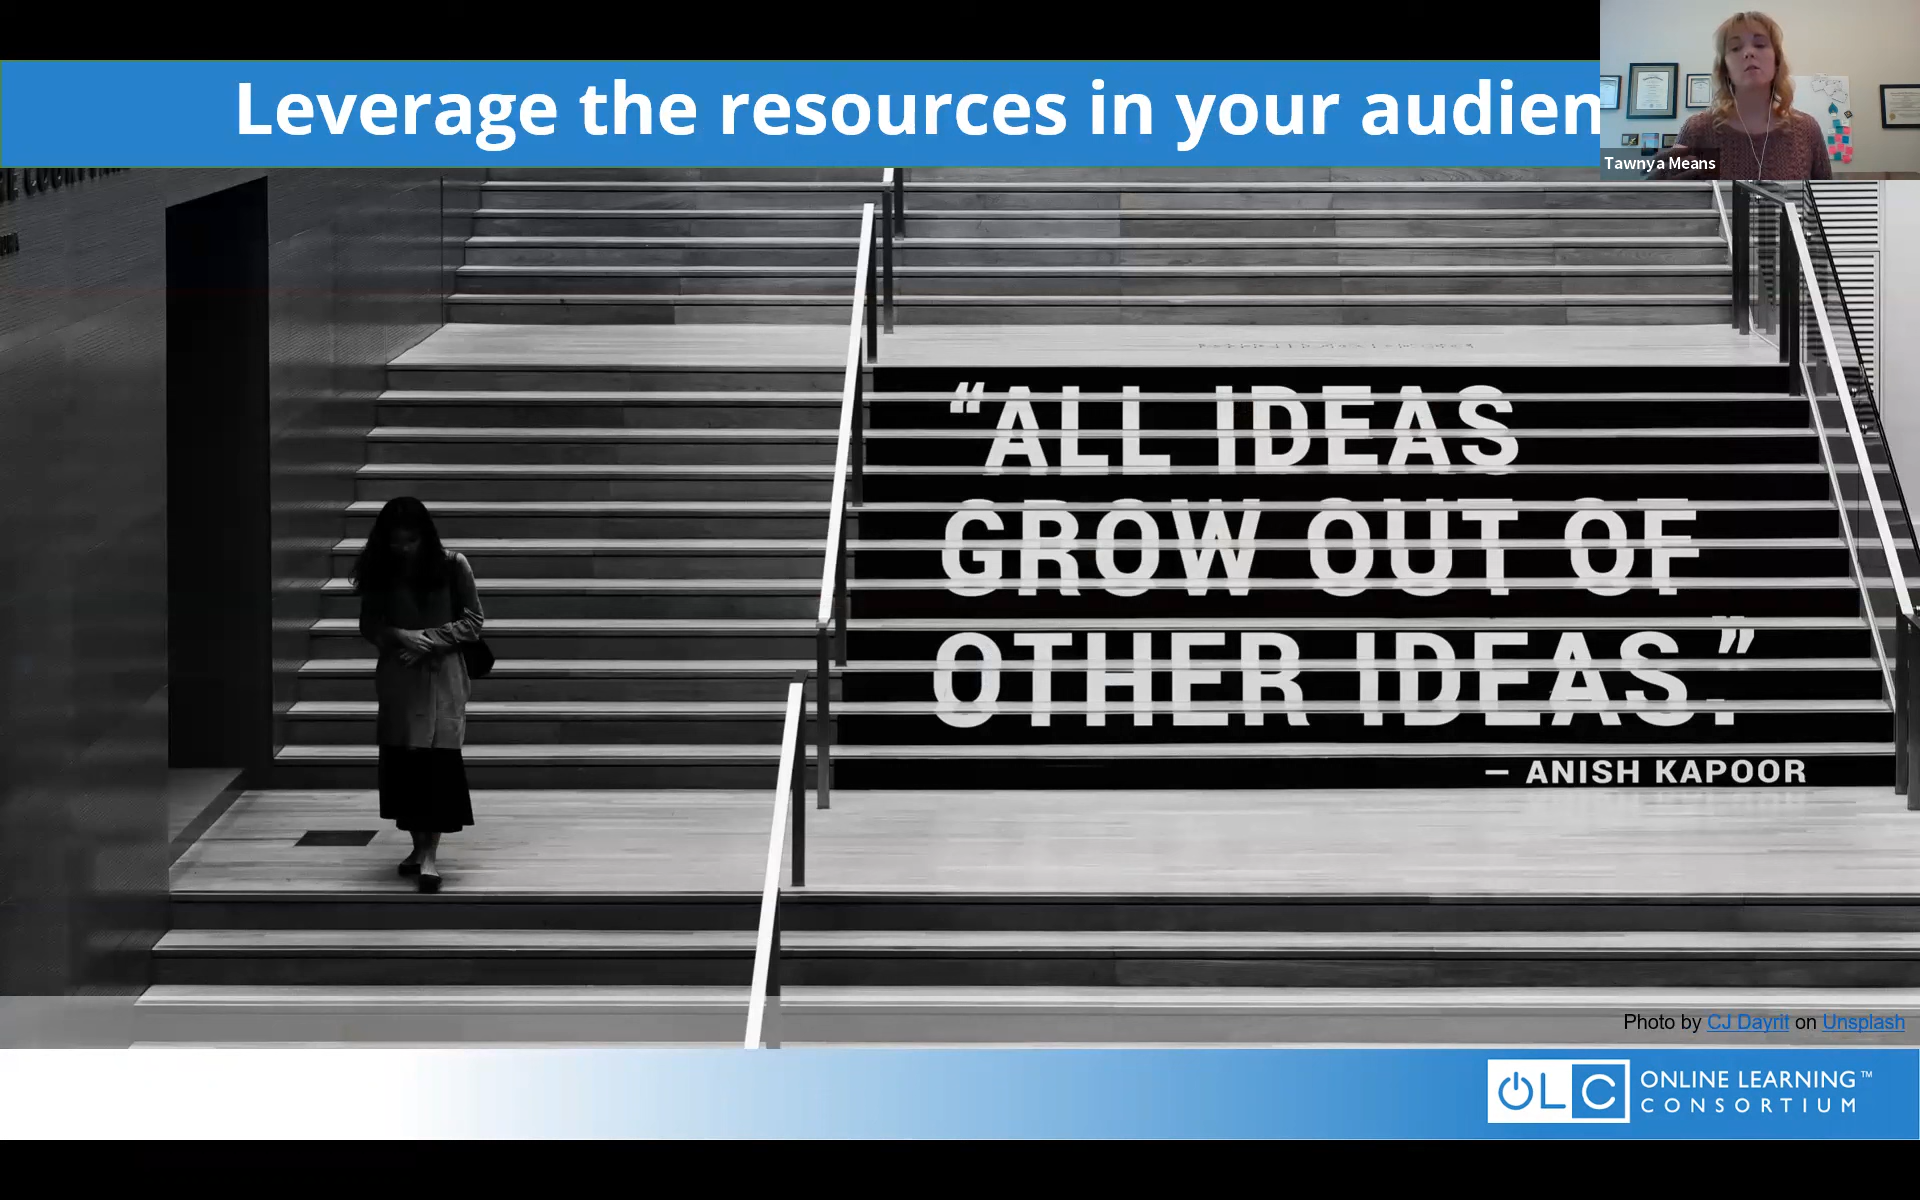 Leverage the resources in your audien
Tawnya Means
“ALL IDEAS
GROW OUT OF
OTHER IDEAS.”
— ANISH KAPOOR
Photo by CJ Dayrit on Unsplash
OLC
ONLINE LEARNING™
CONSORTIUM